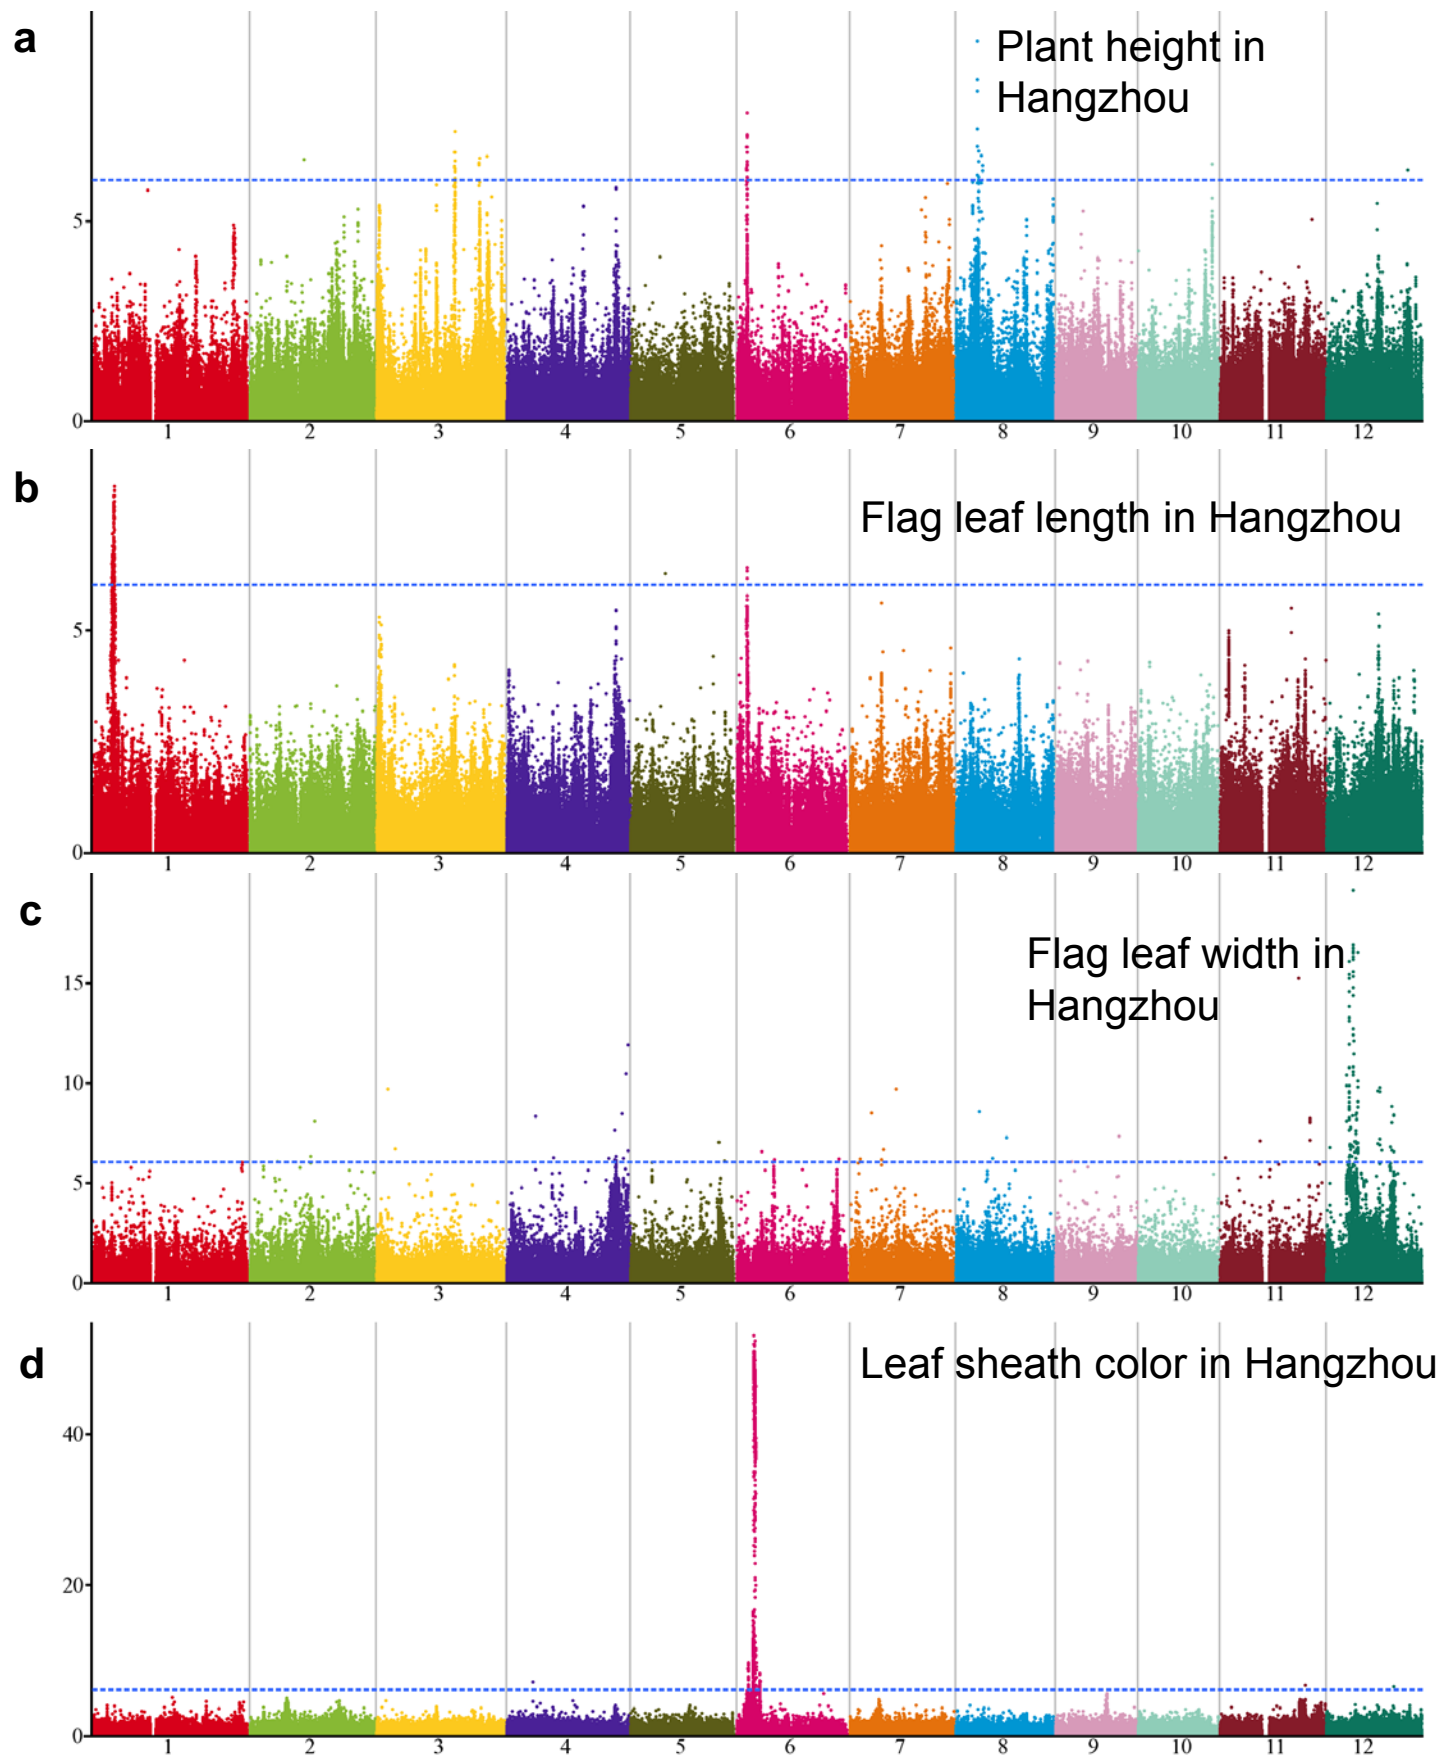 a
Plant height in
Hangzhou
5
0
1 2 3 4 5 6 7 8 9 10 11 12
b
Flag leaf length in Hangzhou
5
0
1 2 3 4 5 6 7 8 9 10 11 12
c
Flag leaf width in
Hangzhou
15
10
5
0
1 2 3 4 5 6 7 8 9 10 11 12
d
Leaf sheath color in Hangzhou
40
20
0
1 2 3 4 5 6 7 8 9 10 11 12